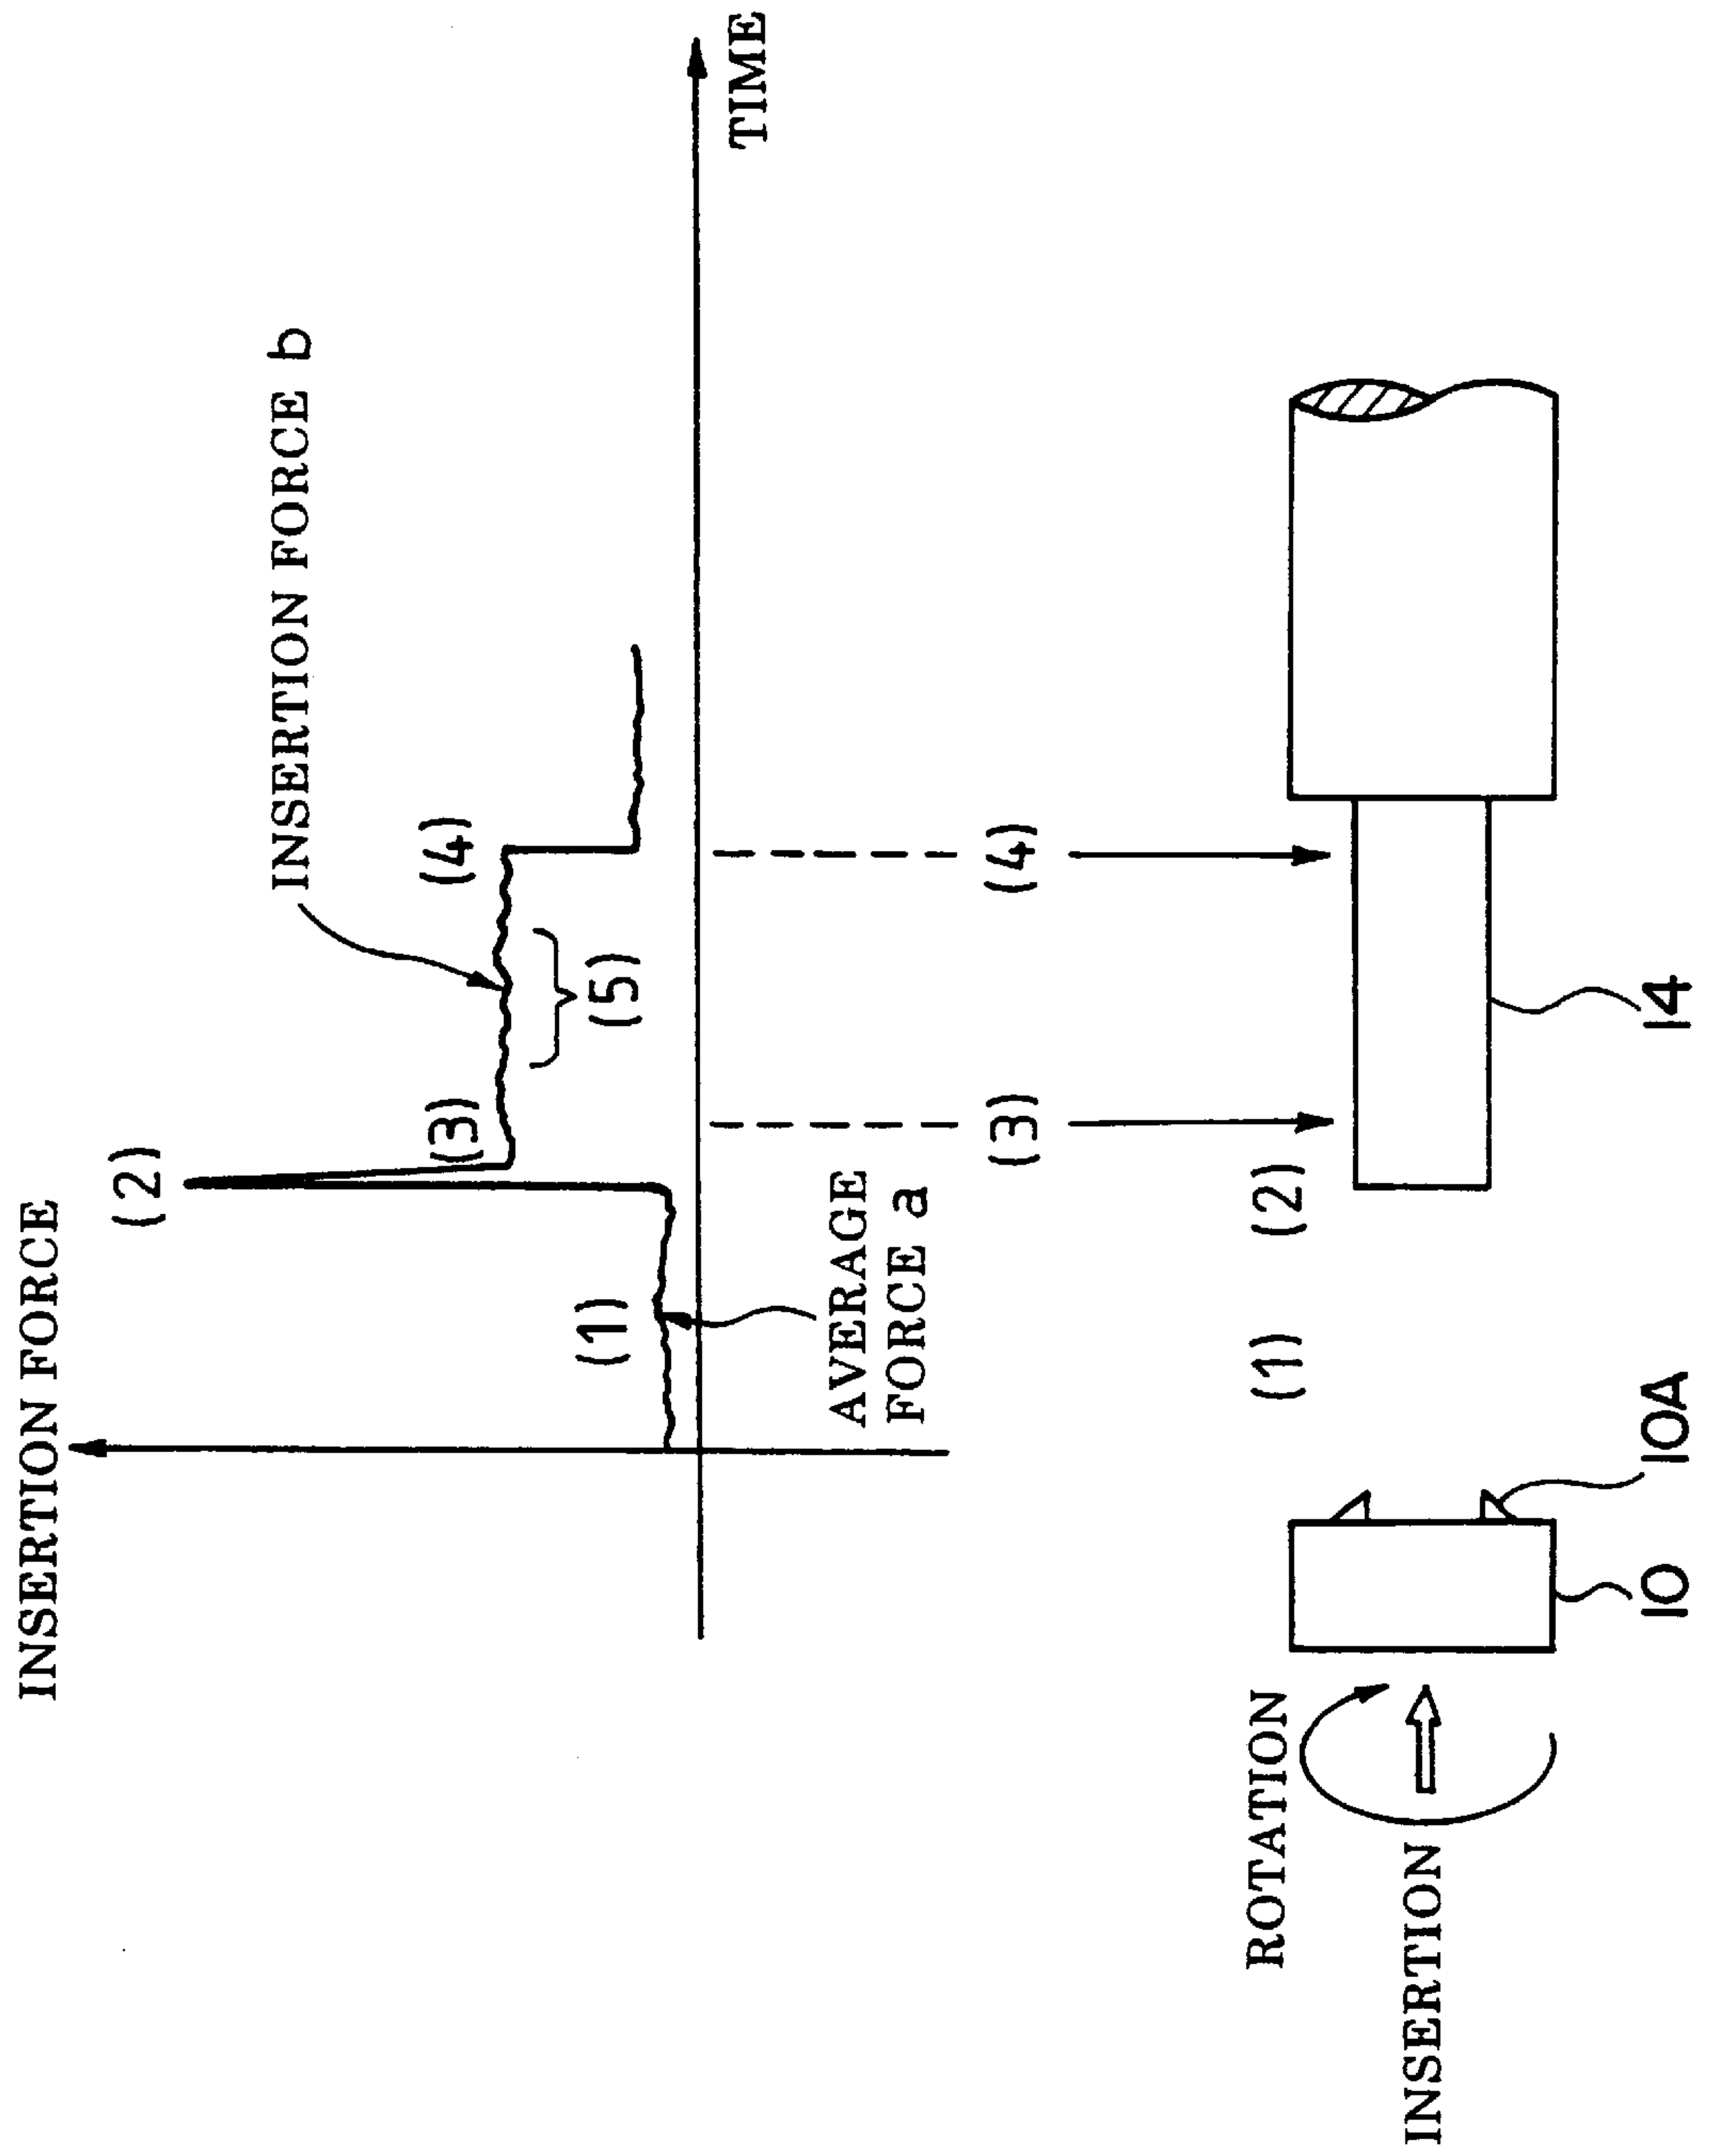 INSERTION FORCE
(2)
INSERTION FORCE b
(3)
(4)
(5)
(1)
TIME
AVERAGE
FORCE a
(3)
(4)
ROTATION
(1)
(2)
INSERTION
10
10A
14